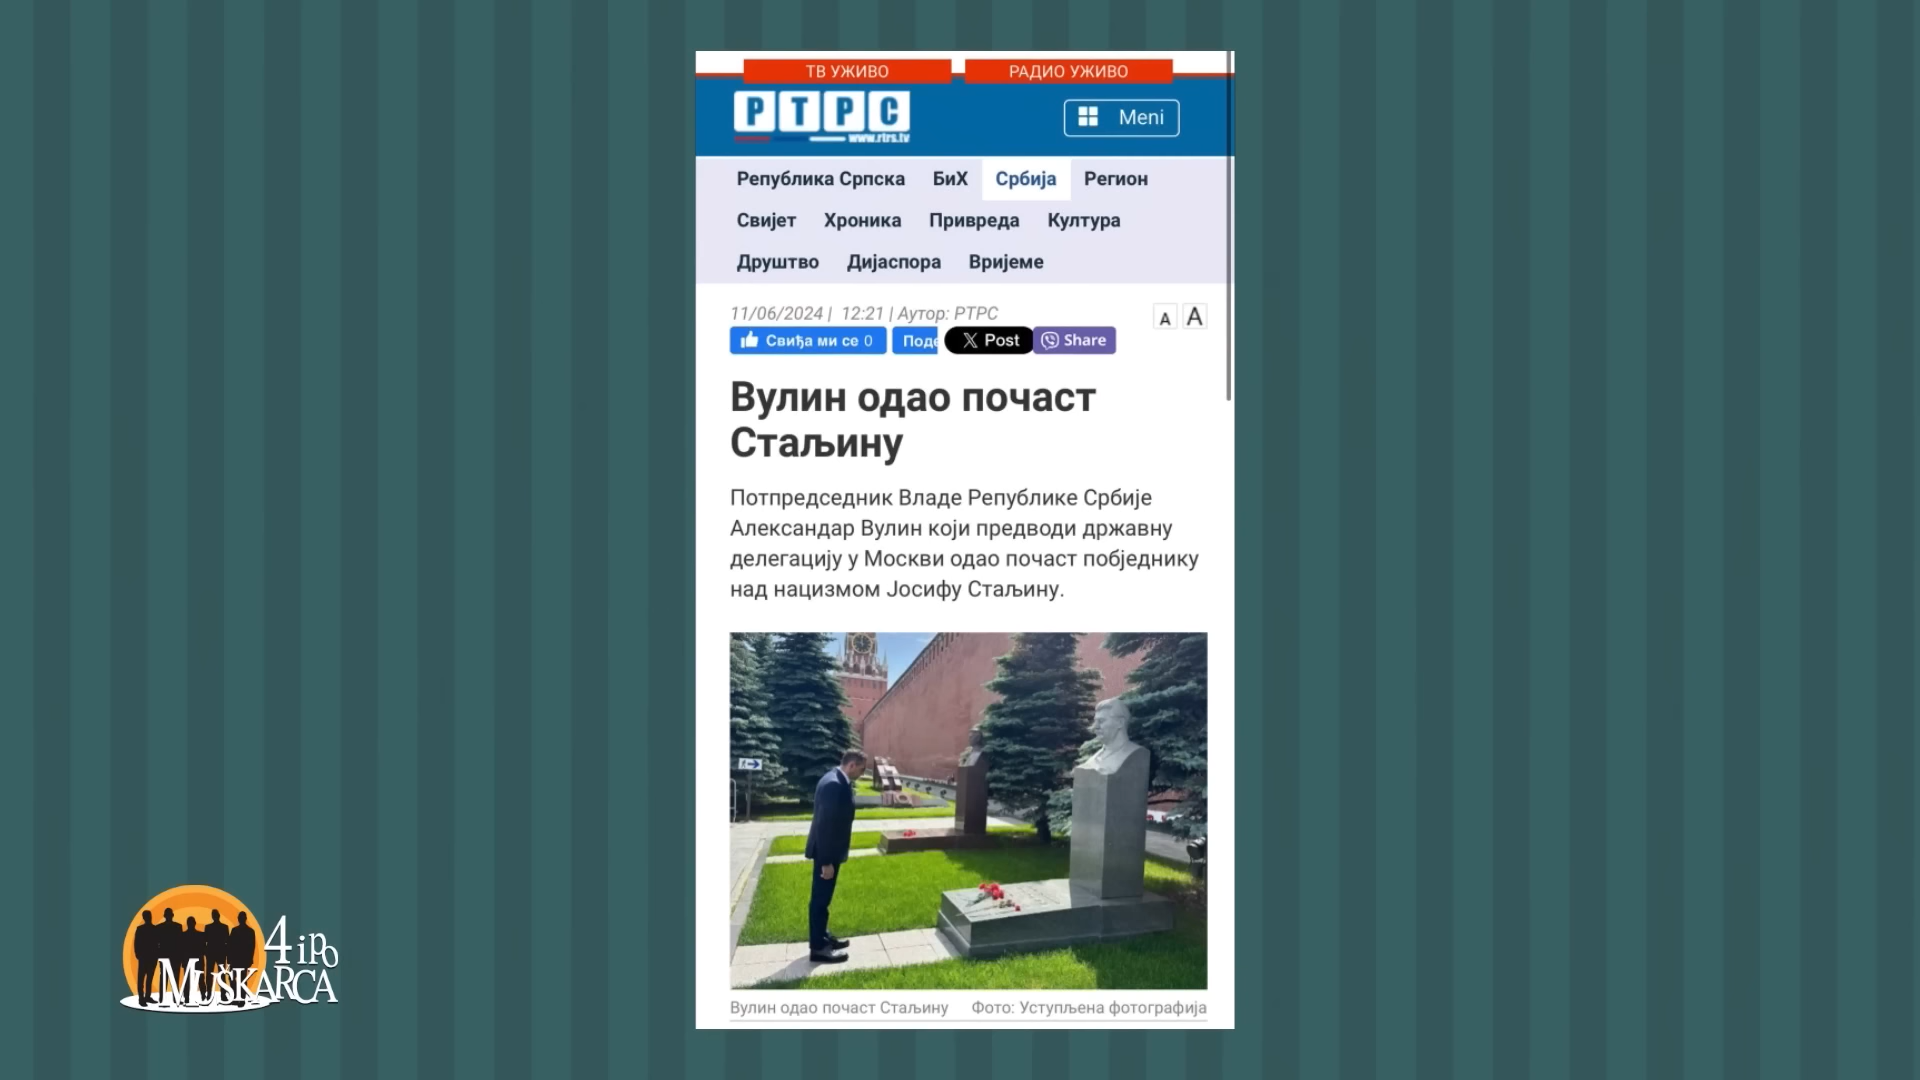 ТВ УЖИВО
РАДИО УЖИВО
РТРС
www.rtrs.tv
Meni
Република Српска БиХ Србија Регион
Свијет Хроника Привреда Култура
Друштво Дијаспора Вријеме
11/06/2024 | 12:21 | Аутор: РТРС
A A
Свиђа ми се 0
Поде
X Post
Share
Вулин одао почаст
Стаљину
Потпредседник Владе Републике Србије
Александар Вулин који предводи државну
делегацију у Москви одао почаст побједнику
над нацизмом Јосифу Стаљину.
Вулин одао почаст Стаљину Фото: Уступљена фотографија
4 i po
Muškarca